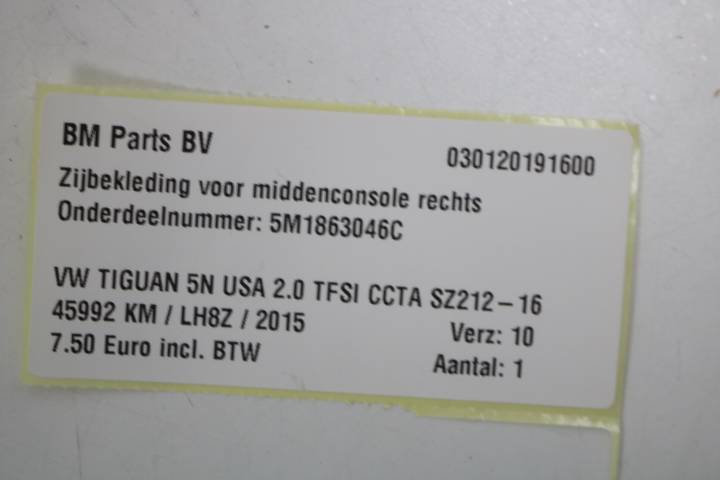 BM Parts BV
030120191600
Zijbekleding voor middenconsole rechts
Onderdeelnummer: 5M1863046C
VW TIGUAN 5N USA 2.0 TFSI CCTA SZ212-16
45992 KM / LH8Z / 2015 Verz: 10
7.50 Euro incl. BTW Aantal: 1